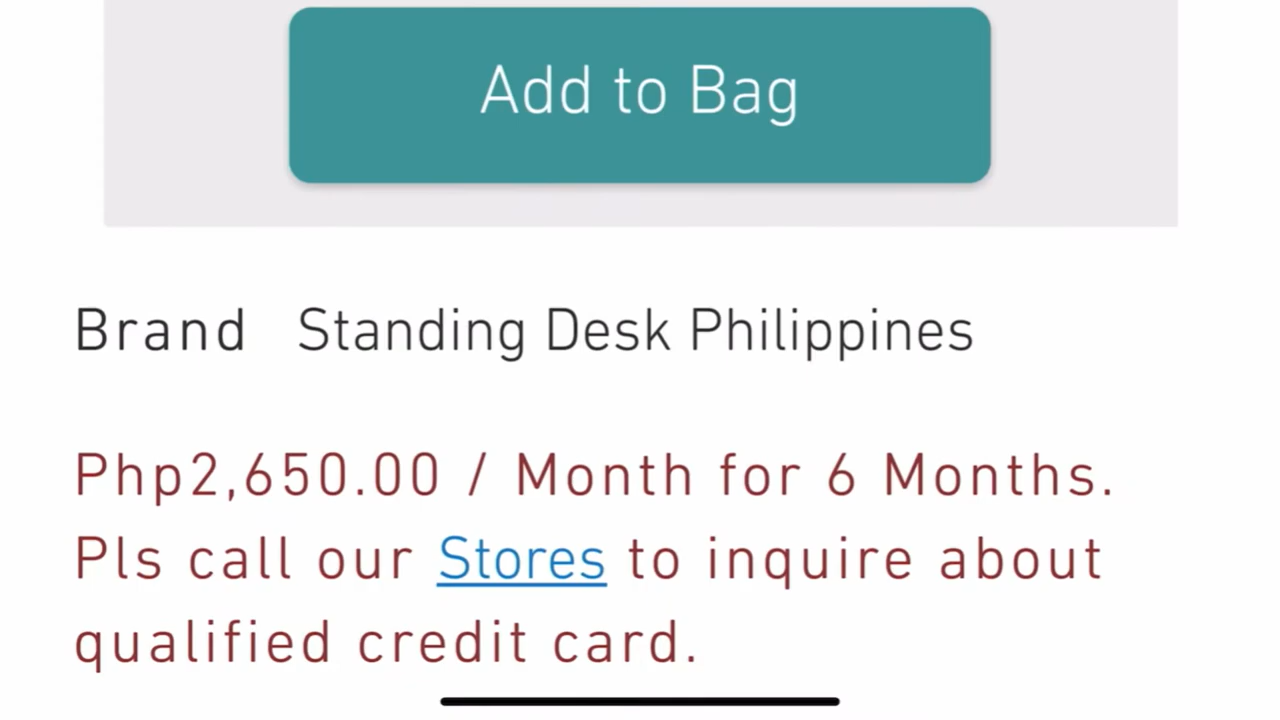 Add to Bag
Brand Standing Desk Philippines
Php2,650.00 / Month for 6 Months.
Pls call our Stores to inquire about
qualified credit card.